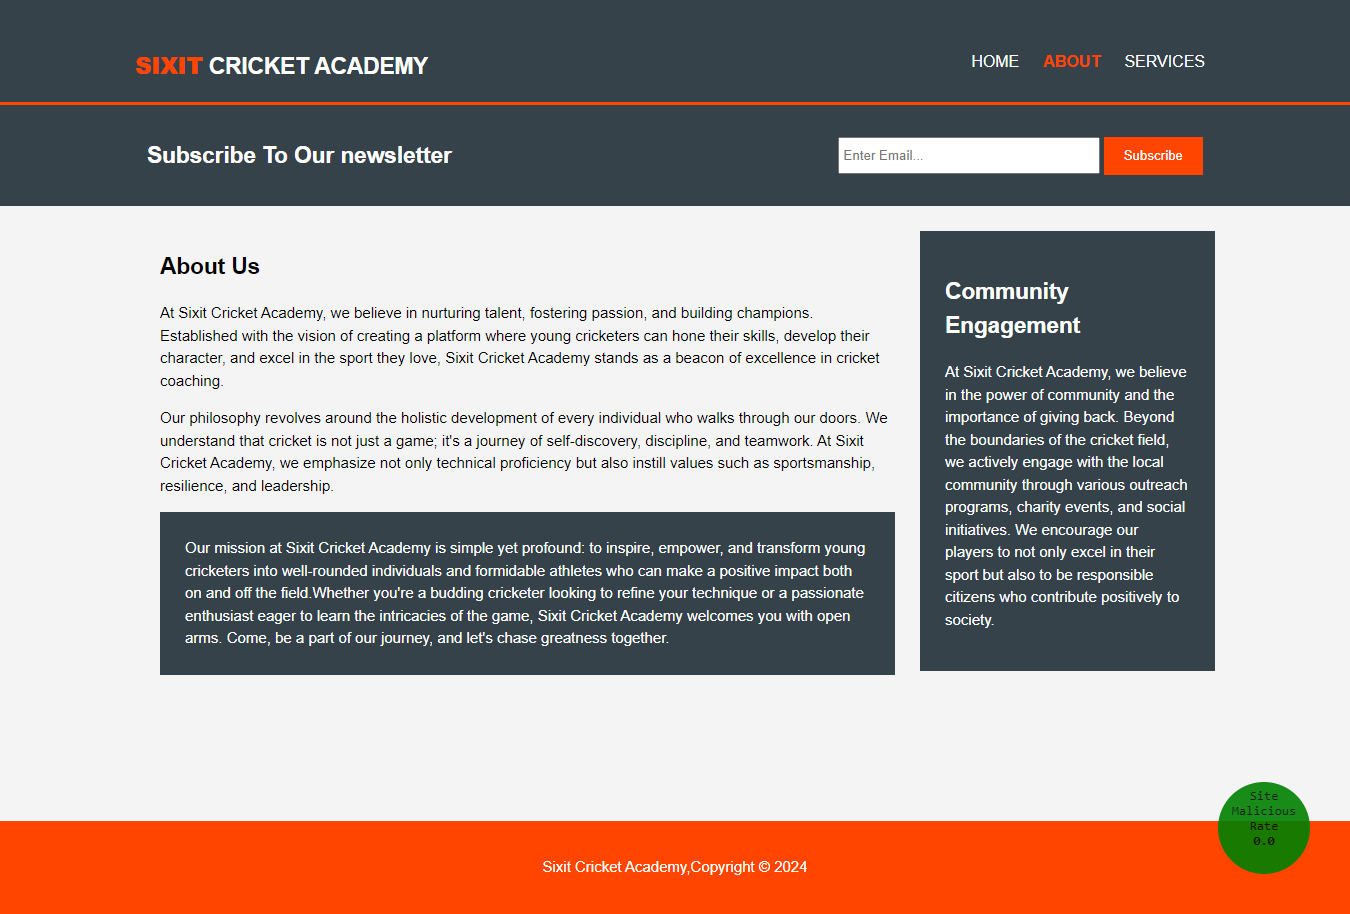 SIXIT CRICKET ACADEMY
HOME ABOUT SERVICES
Subscribe To Our newsletter
Enter Email...
Subscribe
About Us
At Sixit Cricket Academy, we believe in nurturing talent, fostering passion, and building champions.
Established with the vision of creating a platform where young cricketers can hone their skills, develop their
character, and excel in the sport they love, Sixit Cricket Academy stands as a beacon of excellence in cricket
coaching.
Our philosophy revolves around the holistic development of every individual who walks through our doors. We
understand that cricket is not just a game; it's a journey of self-discovery, discipline, and teamwork. At Sixit
Cricket Academy, we emphasize not only technical proficiency but also instill values such as sportsmanship,
resilience, and leadership.
Our mission at Sixit Cricket Academy is simple yet profound: to inspire, empower, and transform young
cricketers into well-rounded individuals and formidable athletes who can make a positive impact both
on and off the field.Whether you're a budding cricketer looking to refine your technique or a passionate
enthusiast eager to learn the intricacies of the game, Sixit Cricket Academy welcomes you with open
arms. Come, be a part of our journey, and let's chase greatness together.
Community
Engagement
At Sixit Cricket Academy, we believe
in the power of community and the
importance of giving back. Beyond
the boundaries of the cricket field,
we actively engage with the local
community through various outreach
programs, charity events, and social
initiatives. We encourage our
players to not only excel in their
sport but also to be responsible
citizens who contribute positively to
society.
Site
Malicious
Rate
0.0
Sixit Cricket Academy,Copyright © 2024